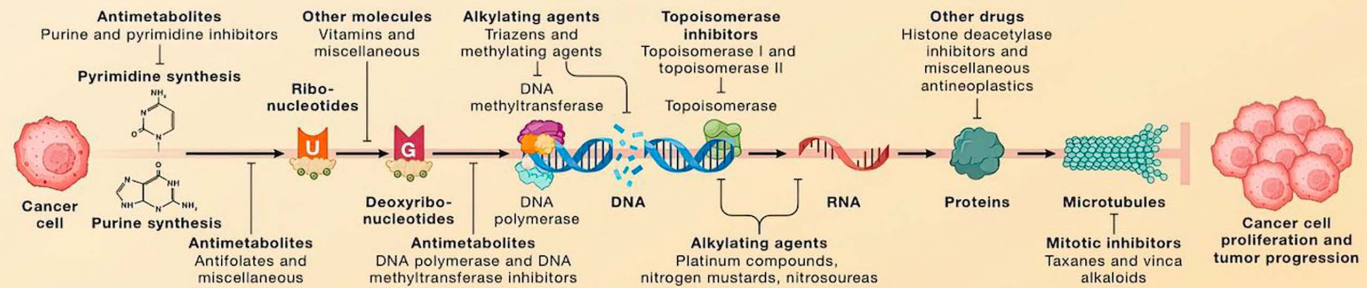 Antimetabolites
Purine and pyrimidine inhibitors
Pyrimidine synthesis
NH₂
N
O
N
O
N
NH
NH
N
NH₂
Purine synthesis
Cancer
cell
Antimetabolites
Antifolates and
miscellaneous
Ribo-
nucleotides
U
Other molecules
Vitamins and
miscellaneous
G
Deoxyribo-
nucleotides
Antimetabolites
DNA polymerase and DNA
methyltransferase inhibitors
Alkylating agents
Triazens and
methylating agents
DNA
methyltransferase
DNA
polymerase
DNA
Topoisomerase
inhibitors
Topoisomerase I and
topoisomerase II
Topoisomerase
Alkylating agents
Platinum compounds,
nitrogen mustards, nitrosoureas
RNA
Other drugs
Histone deacetylase
inhibitors and
miscellaneous
antineoplastics
Proteins
Microtubules
Mitotic inhibitors
Taxanes and vinca
alkaloids
Cancer cell
proliferation and
tumor progression